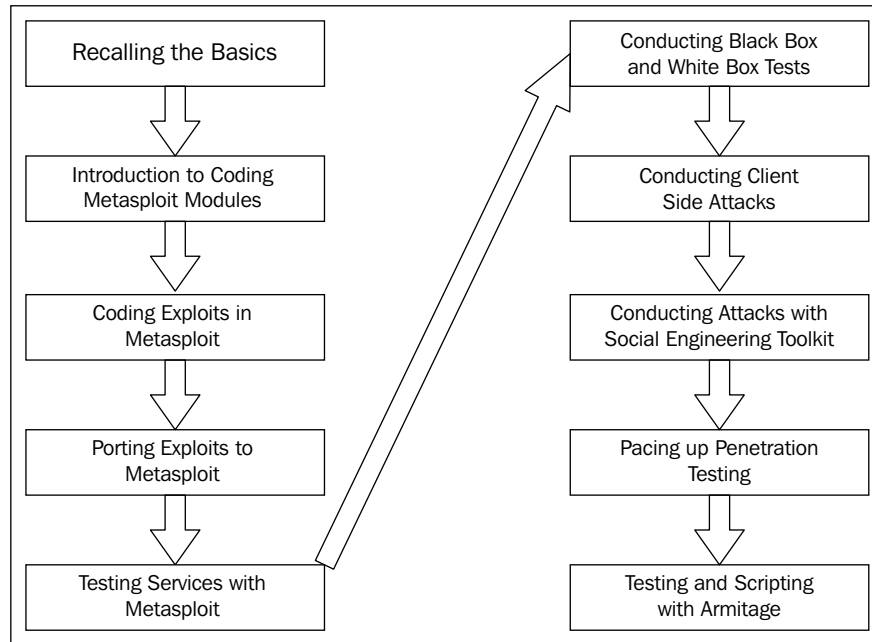 Recalling the Basics
Introduction to Coding
Metasploit Modules
Coding Exploits in
Metasploit
Porting Exploits to
Metasploit
Testing Services with
Metasploit
Conducting Black Box
and White Box Tests
Conducting Client
Side Attacks
Conducting Attacks with
Social Engineering Toolkit
Pacing up Penetration
Testing
Testing and Scripting
with Armitage